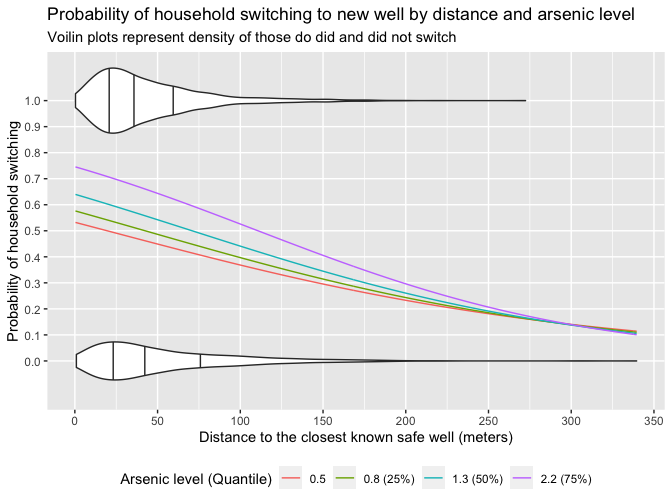 Probability of household switching to new well by distance and arsenic level
Voilin plots represent density of those do did and did not switch
Probability of household switching
1.0
0.9
0.8
0.7
0.6
0.5
0.4
0.3
0.2
0.1
0.0
0 50 100 150 200 250 300 350
Distance to the closest known safe well (meters)
Arsenic level (Quantile) 0.5 0.8 (25%) 1.3 (50%) 2.2 (75%)